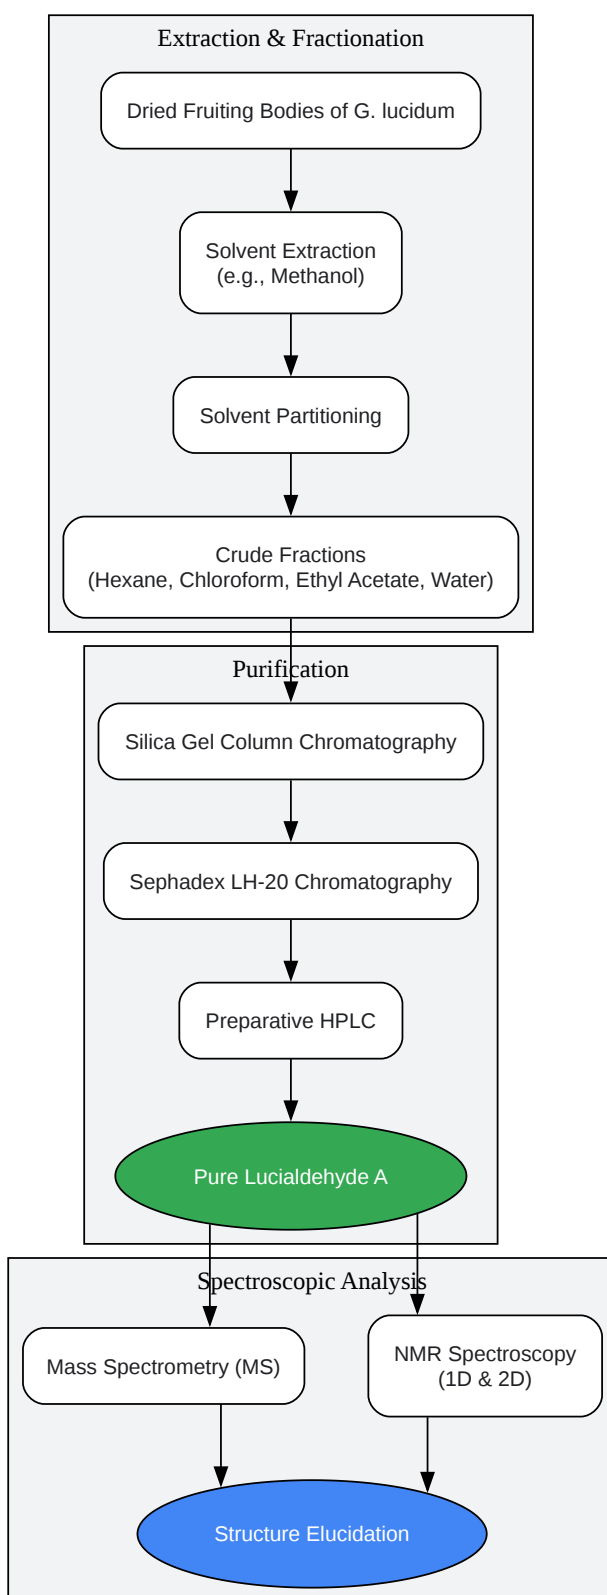 Extraction & Fractionation
Dried Fruiting Bodies of G. lucidum
Solvent Extraction
(e.g., Methanol)
Solvent Partitioning
Crude Fractions
(Hexane, Chloroform, Ethyl Acetate, Water)
Purification
Silica Gel Column Chromatography
Sephadex LH-20 Chromatography
Preparative HPLC
Pure Lucialdehyde A
Spectroscopic Analysis
Mass Spectrometry (MS)
NMR Spectroscopy
(1D & 2D)
Structure Elucidation